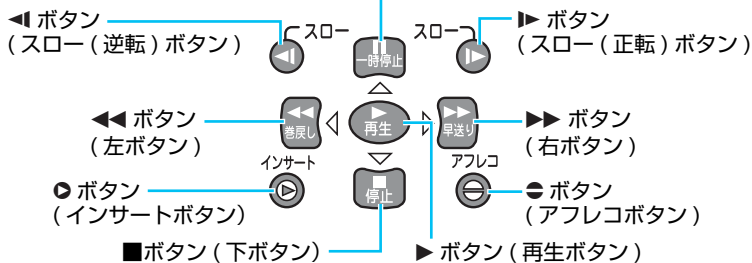 ◀ǀ ボタン
( スロー ( 逆転 ) ボタン )
スロー
スロー
ǀ▶ ボタン
( スロー ( 正転 ) ボタン )
一時停止
◀◀ ボタン
( 左ボタン )
巻戻し
再生
早送り
▶▶ ボタン
( 右ボタン )
インサート
アフレコ
ボタン
( インサートボタン)
停止
ボタン
( アフレコボタン )
■ボタン ( 下ボタン)
▶ ボタン ( 再生ボタン )